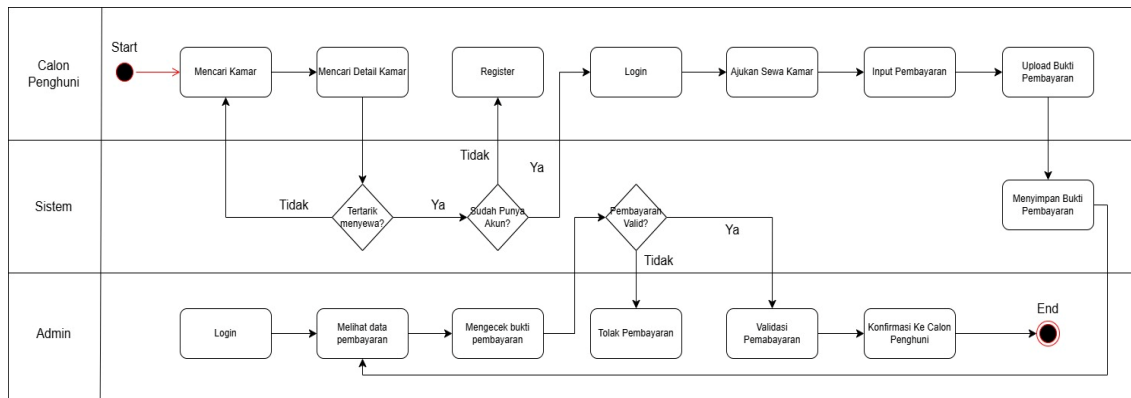 Calon
Penghuni
Start
Mencari Kamar
Mencari Detail Kamar
Register
Login
Ajukan Sewa Kamar
Input Pembayaran
Upload Bukti
Pembayaran
Sistem
Tidak
Tertarik
menyewa?
Ya
Tidak
Sudah Punya
Akun?
Ya
Pembayaran
Valid?
Ya
Tidak
Menyimpan Bukti
Pembayaran
Admin
Login
Melihat data
pembayaran
Mengecek bukti
pembayaran
Tolak Pembayaran
Validasi
Pemabayaran
Konfirmasi Ke Calon
Penghuni
End